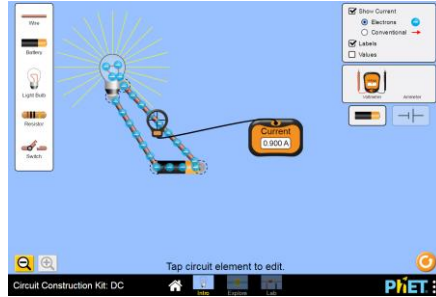 Wire
Battery
Light Bulb
Resistor
Switch
Show Current
Electrons
Conventional
Labels
Values
Voltmeter
Ammeter
Current
0.900 A
Tap circuit element to edit.
Circuit Construction Kit: DC
Intro
Explore
Lab
PhET